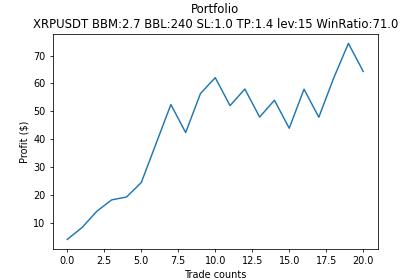 Portfolio
XRPUSDT BBM:2.7 BBL:240 SL:1.0 TP:1.4 lev:15 WinRatio:71.0
70
60
50
40
30
20
10
Profit ($)
0.0 2.5 5.0 7.5 10.0 12.5 15.0 17.5 20.0
Trade counts